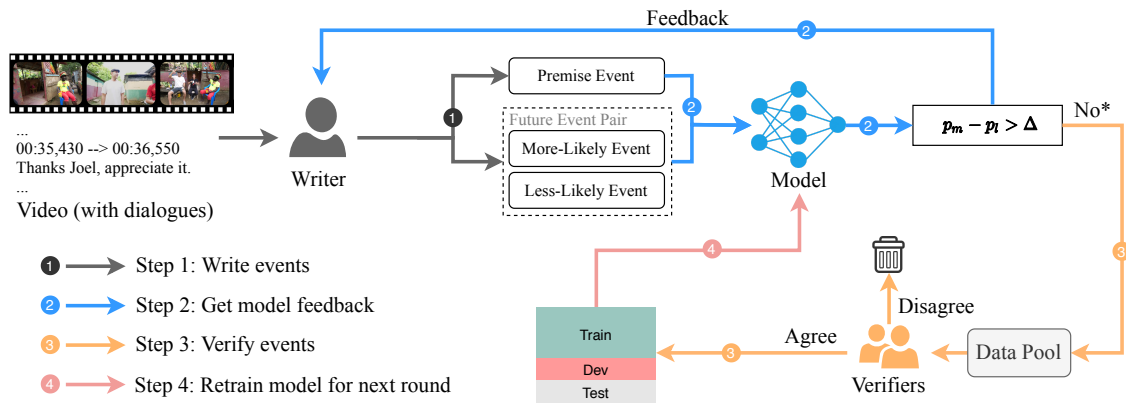 Feedback
2
Premise Event
1
2
Future Event Pair
More-Likely Event
Less-Likely Event
2
p_m − p_l > Δ
No*
...
00:35,430 --> 00:36,550
Thanks Joel, appreciate it.
...
Video (with dialogues)
Writer
Model
1 Step 1: Write events
2 Step 2: Get model feedback
3 Step 3: Verify events
4 Step 4: Retrain model for next round
4
3
Disagree
Agree
3
Verifiers
Data Pool
Train
Dev
Test